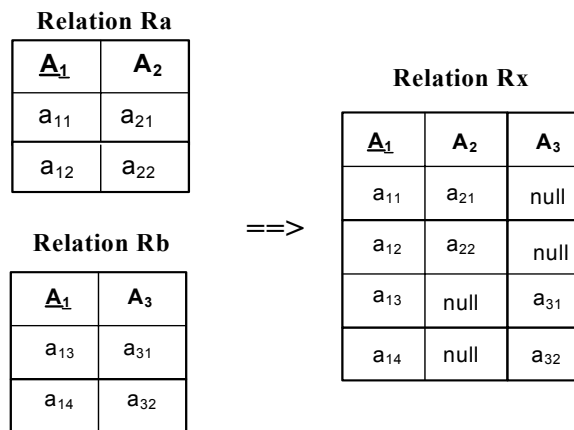 Relation Ra
A₁ A₂
a₁₁ a₂₁
a₁₂ a₂₂
Relation Rb
A₁ A₃
a₁₃ a₃₁
a₁₄ a₃₂
==>
Relation Rx
A₁ A₂ A₃
a₁₁ a₂₁ null
a₁₂ a₂₂ null
a₁₃ null a₃₁
a₁₄ null a₃₂